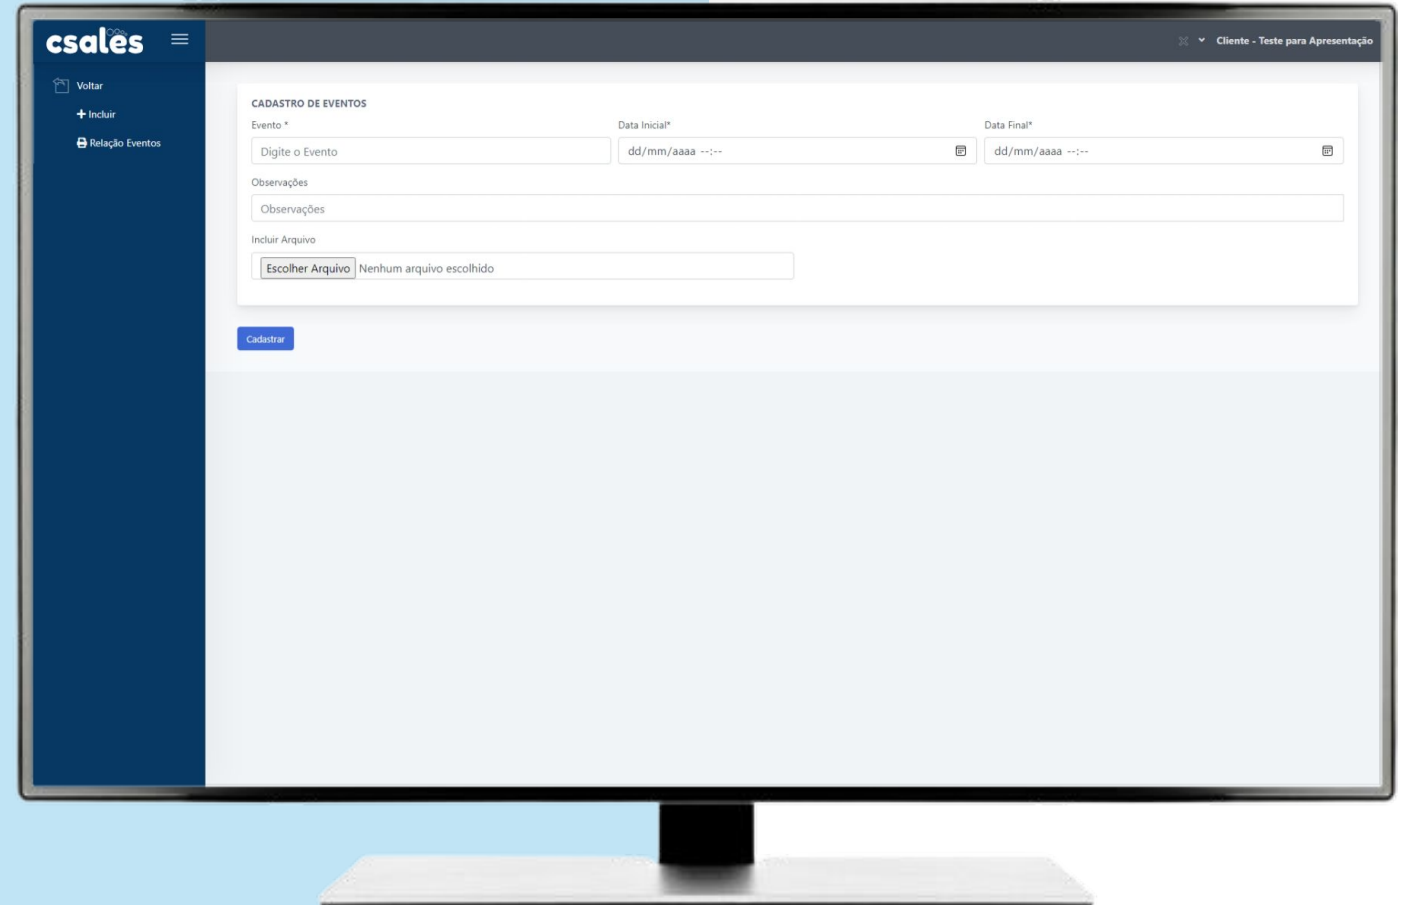 csales
Cliente - Teste para Apresentação
Voltar
Incluir
Relação Eventos
CADASTRO DE EVENTOS
Evento *
Data Inicial*
Data Final*
Digite o Evento
dd/mm/aaaa --:--
dd/mm/aaaa --:--
Observações
Observações
Incluir Arquivo
Escolher Arquivo Nenhum arquivo escolhido
Cadastrar